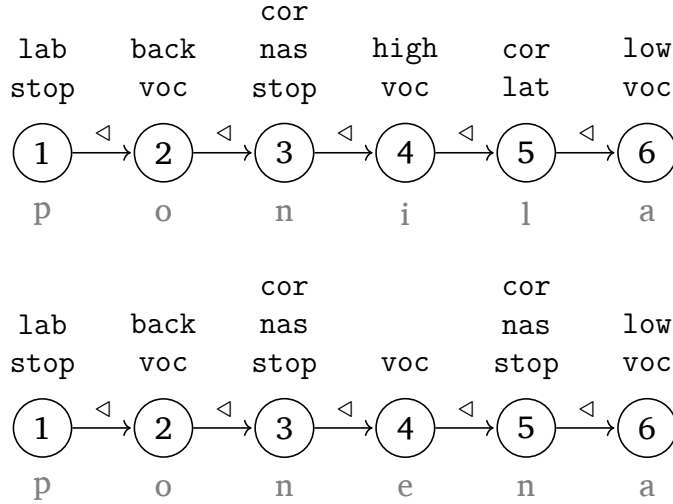 cor cor
lab back nas high cor low
stop voc stop voc lat voc
◁ ◁ ◁ ◁ ◁
1 2 3 4 5 6
p o n i l a
cor cor
lab back nas nas low
stop voc stop voc stop voc
◁ ◁ ◁ ◁ ◁
1 2 3 4 5 6
p o n e n a